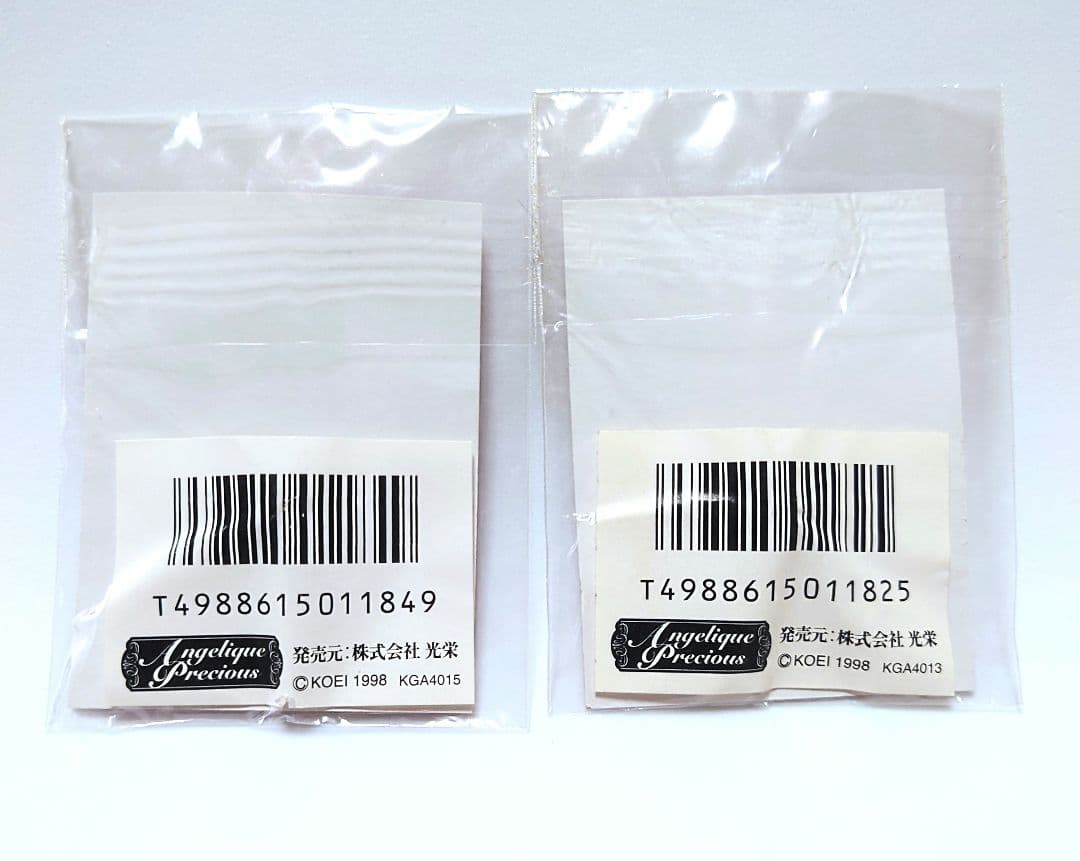 T4988615011849
Angelique
Precious
発売元:株式会社 光栄
©KOEI 1998 KGA4015
T4988615011825
Angelique
Precious
発売元:株式会社 光栄
©KOEI 1998 KGA4013